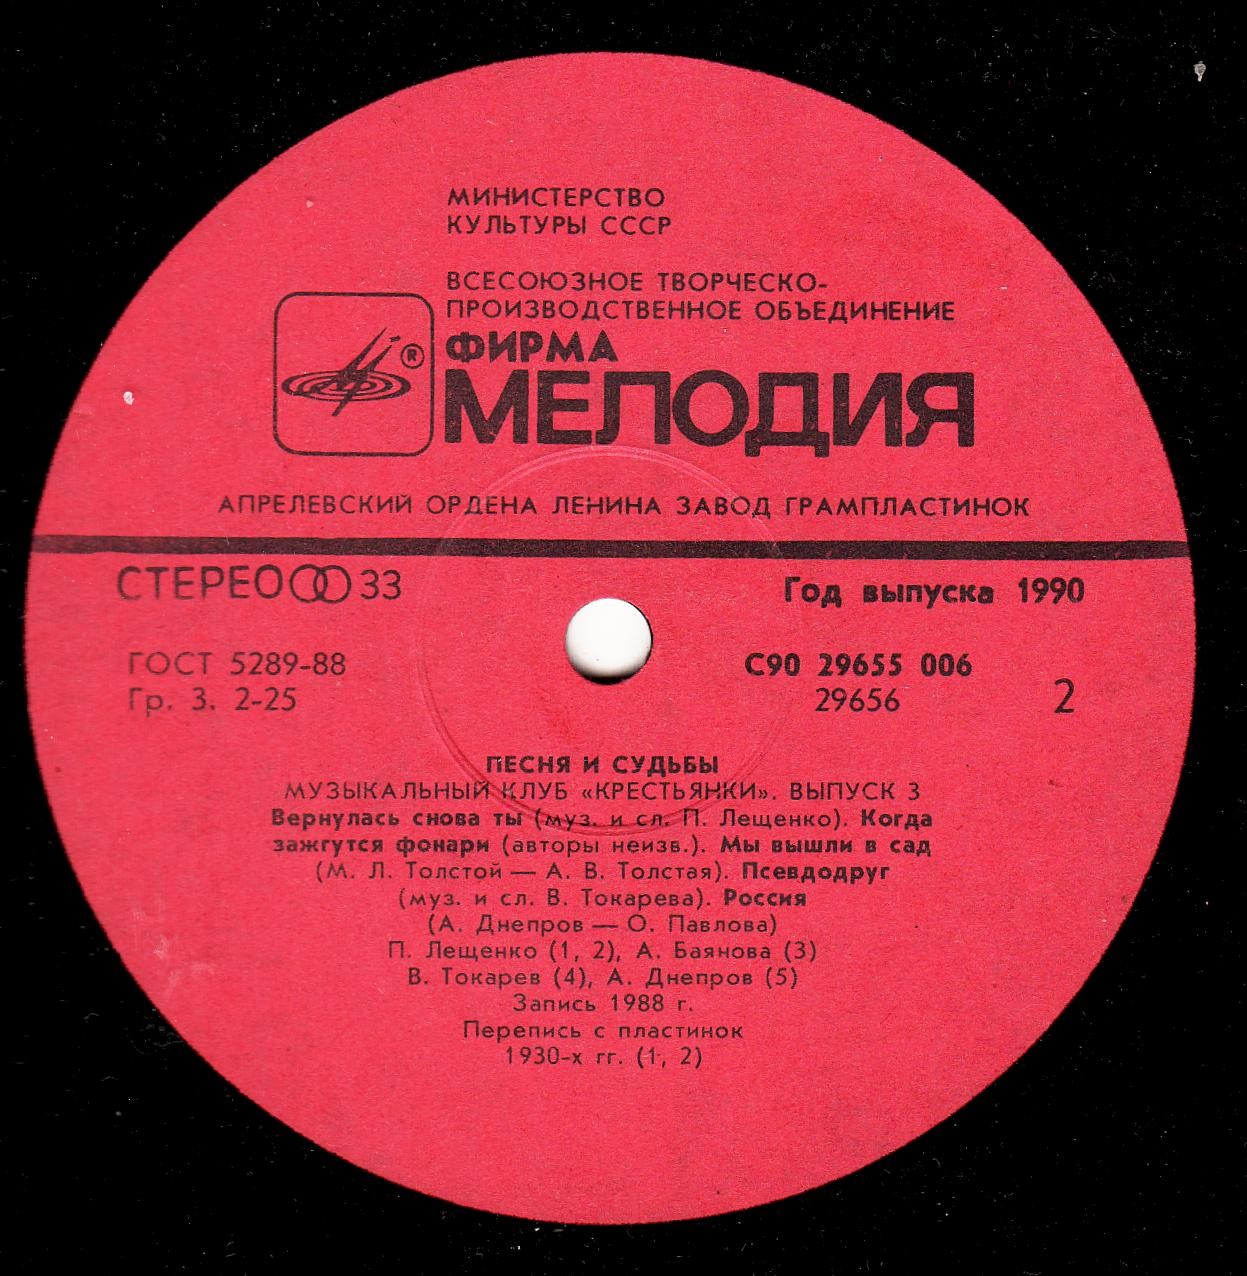 МИНИСТЕРСТВО
КУЛЬТУРЫ СССР
ВСЕСОЮЗНОЕ ТВОРЧЕСКО-
ПРОИЗВОДСТВЕННОЕ ОБЪЕДИНЕНИЕ
ФИРМА
®
МЕЛОДИЯ
АПРЕЛЕВСКИЙ ОРДЕНА ЛЕНИНА ЗАВОД ГРАМПЛАСТИНОК
СТЕРЕО 33
Год выпуска 1990
ГОСТ 5289-88
С90 29655 006
Гр. 3. 2-25
29656
2
ПЕСНЯ И СУДЬБЫ
МУЗЫКАЛЬНЫЙ КЛУБ «КРЕСТЬЯНКИ». ВЫПУСК 3
Вернулась снова ты (муз. и сл. П. Лещенко). Когда
зажгутся фонари (авторы неизв.). Мы вышли в сад
(М. Л. Толстой — А. В. Толстая). Псевдодруг
(муз. и сл. В. Токарева). Россия
(А. Днепров — О. Павлова)
П. Лещенко (1, 2), А. Баянова (3)
В. Токарев (4), А. Днепров (5)
Запись 1988 г.
Перепись с пластинок
1930-х гг. (1, 2)